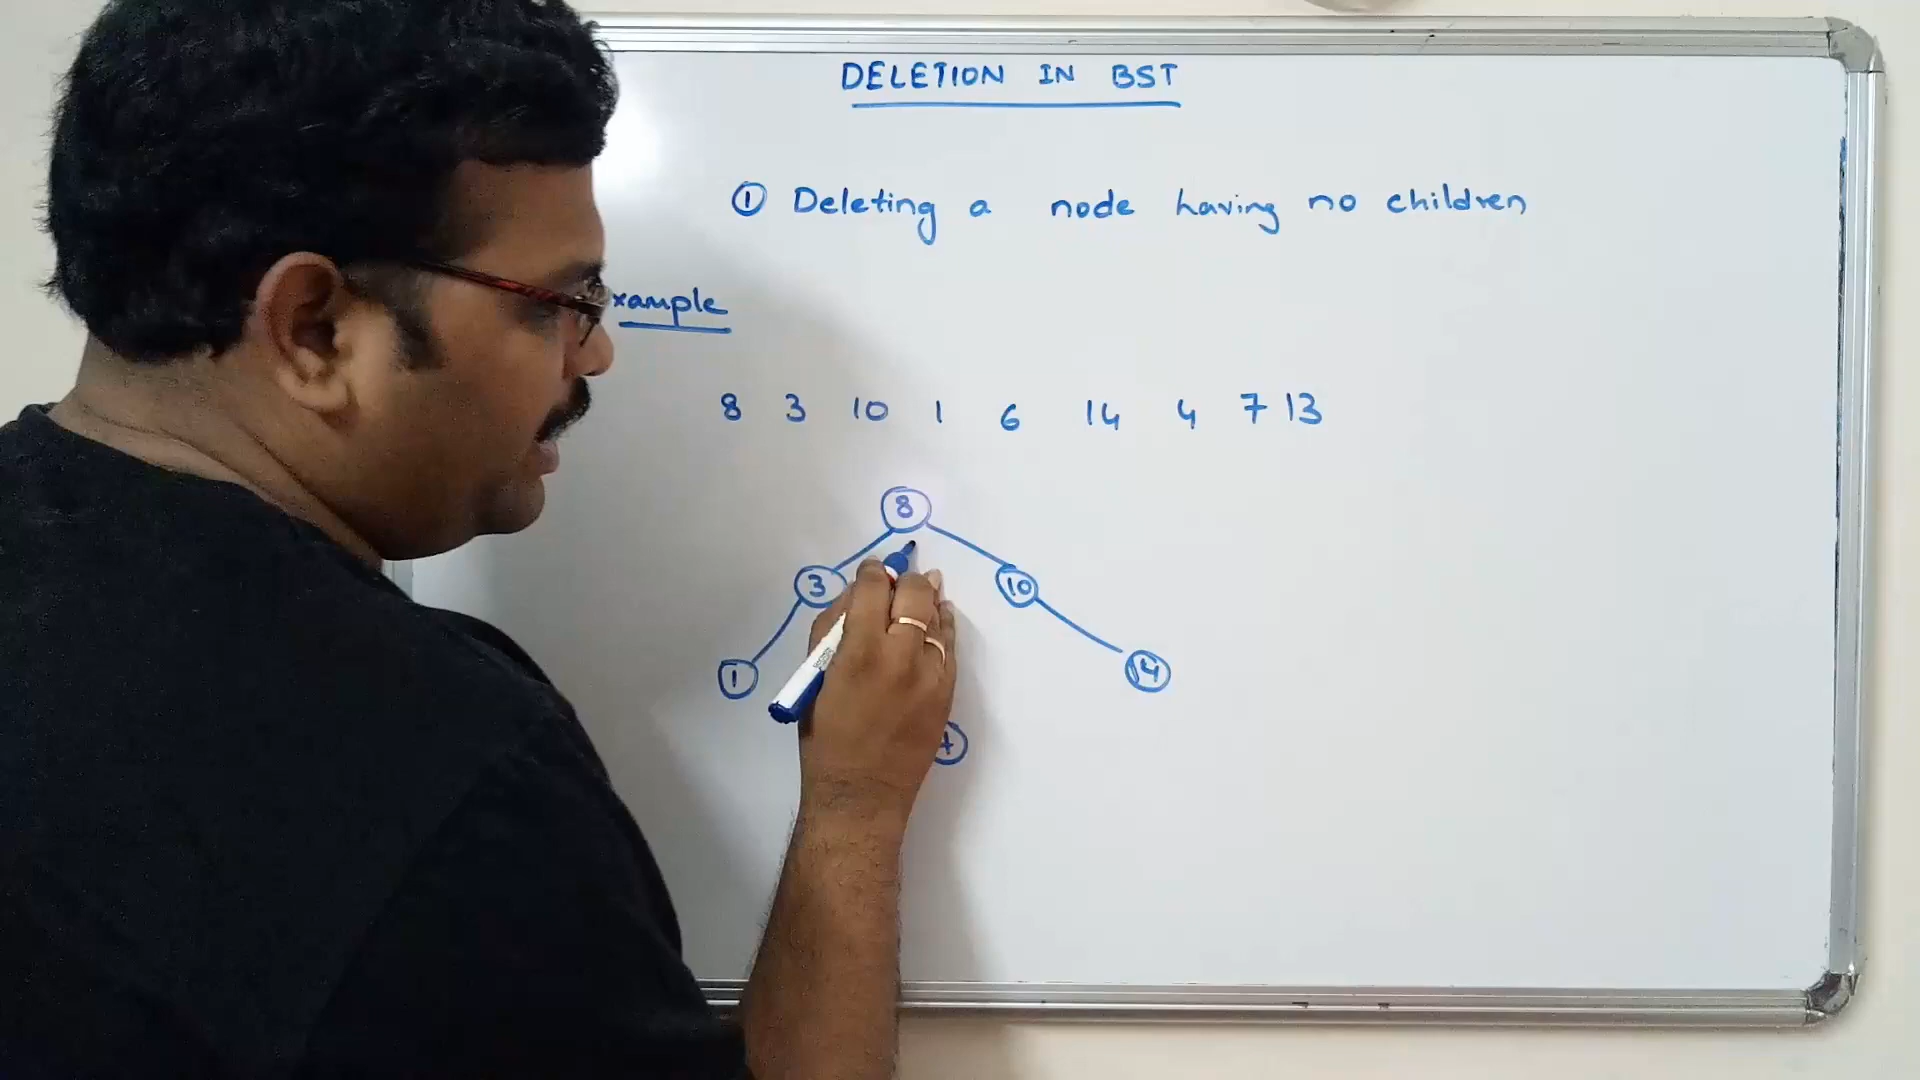 DELETION IN BST
① Deleting a node having no children
xample
8 3 10 1 6 14 4 7 13
8
3 10
1 14
7